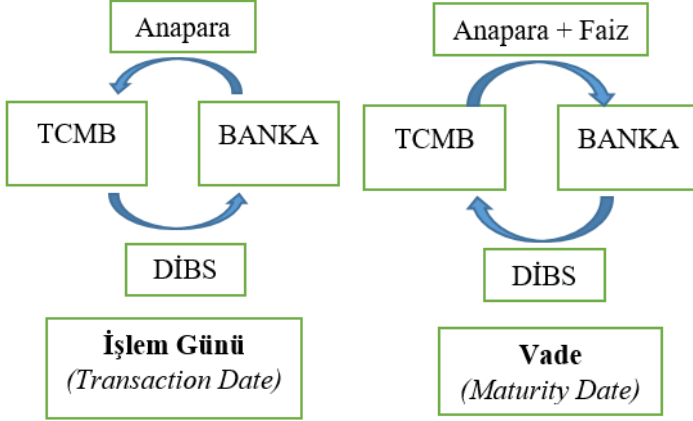 Anapara
TCMB
BANKA
DİBS
İşlem Günü
(Transaction Date)
Anapara + Faiz
TCMB
BANKA
DİBS
Vade
(Maturity Date)